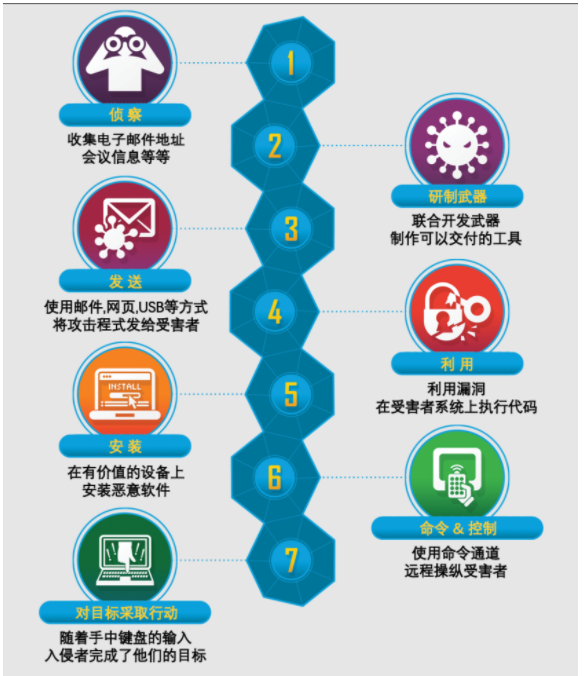 1
侦察
收集电子邮件地址
会议信息等等
2
研制武器
联合开发武器
制作可以交付的工具
3
发送
使用邮件,网页,USB等方式
将攻击程式发给受害者
4
利用
利用漏洞
在受害者系统上执行代码
5
INSTALL
安装
在有价值的设备上
安装恶意软件
6
命令 & 控制
使用命令通道
远程操纵受害者
7
对目标采取行动
随着手中键盘的输入
入侵者完成了他们的目标